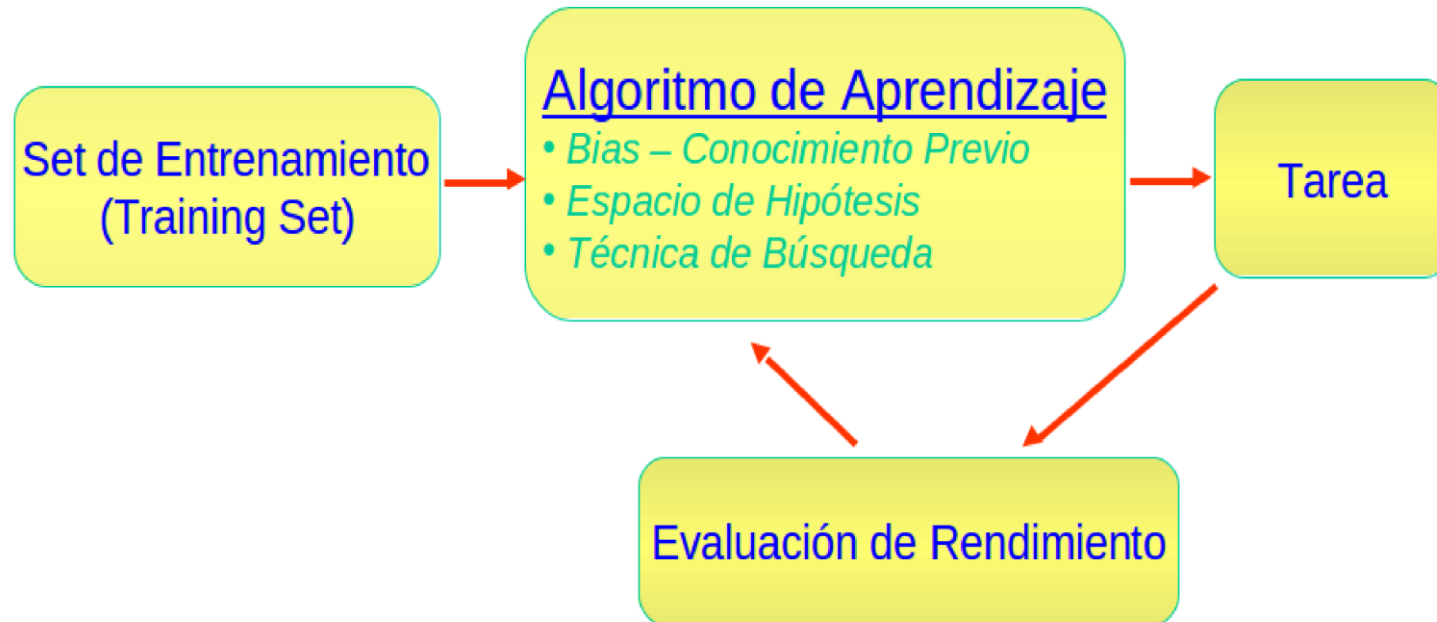 Set de Entrenamiento
(Training Set)
Algoritmo de Aprendizaje
• Bias – Conocimiento Previo
• Espacio de Hipótesis
• Técnica de Búsqueda
Tarea
Evaluación de Rendimiento